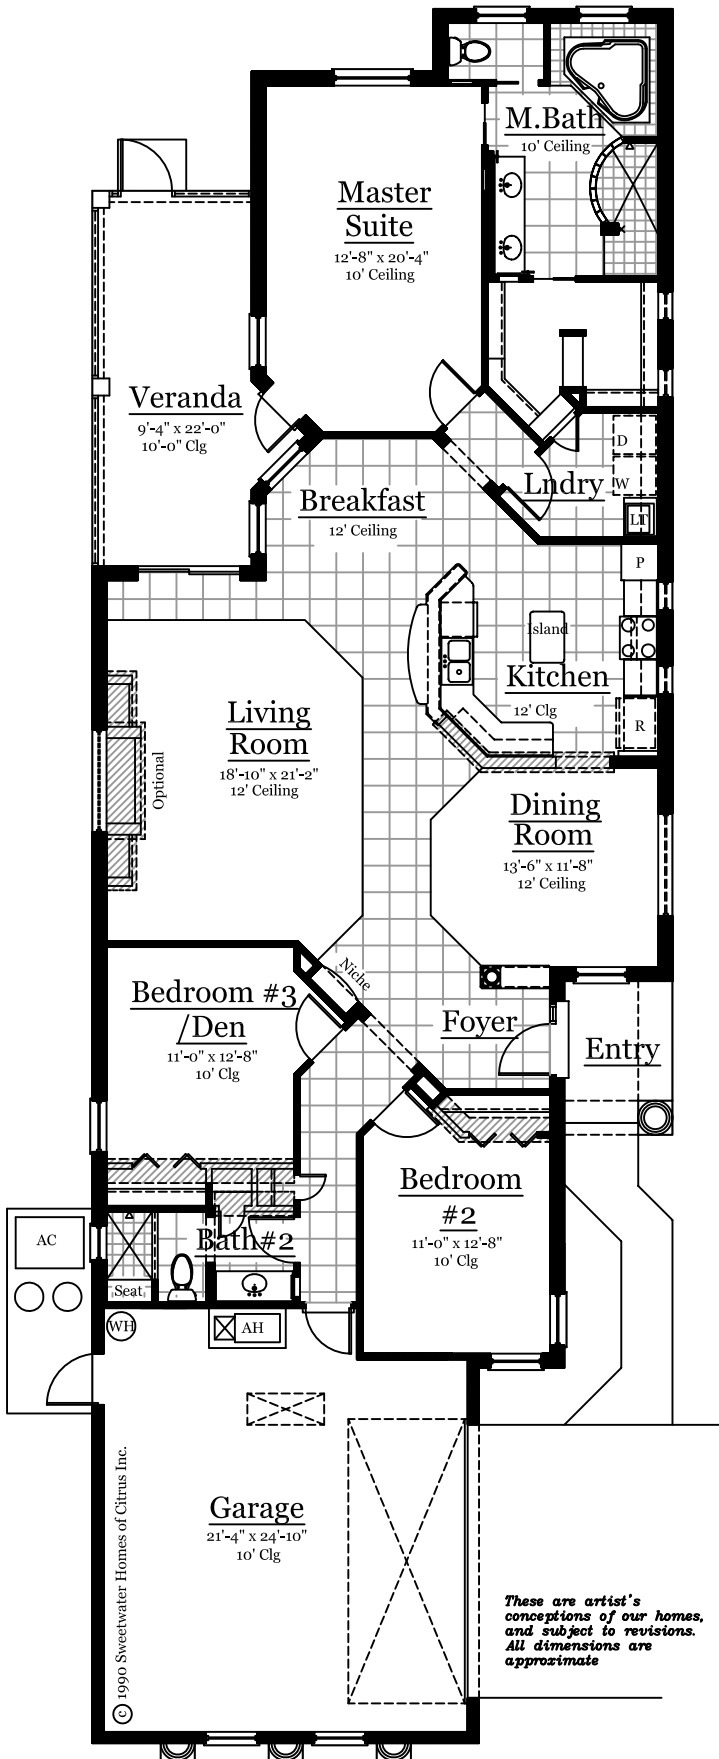 M.Bath
10' Ceiling
Master
Suite
12'-8" x 20'-4"
10' Ceiling
Veranda
9'-4" x 22'-0"
10'-0" Clg
D
W
Lndry
LT
Breakfast
12' Ceiling
P
Island
Kitchen
12' Clg
R
Living
Room
18'-10" x 21'-2"
12' Ceiling
Optional
Dining
Room
13'-6" x 11'-8"
12' Ceiling
Niche
Bedroom #3
/Den
11'-0" x 12'-8"
10' Clg
Foyer
Entry
Bedroom
#2
11'-0" x 12'-8"
10' Clg
AC
Bath#2
Seat
WH
AH
Garage
21'-4" x 24'-10"
10' Clg
© 1990 Sweetwater Homes of Citrus Inc.
These are artist's
conceptions of our homes,
and subject to revisions.
All dimensions are
approximate